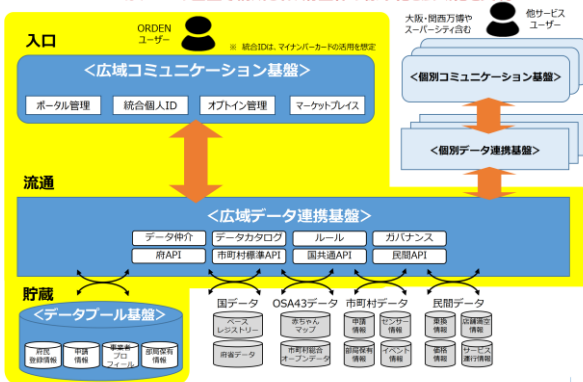 入口
ORDEN
ユーザー
※ 統合IDは、マイナンバーカードの活用を想定
大阪・関西万博や
スーパーシティ含む
他サービス
ユーザー
＜広域コミュニケーション基盤＞
ポータル管理
統合個人ID
オプトイン管理
マーケットプレイス
＜個別コミュニケーション基盤＞
＜個別データ連携基盤＞
流通
＜広域データ連携基盤＞
データ仲介
データカタログ
ルール
ガバナンス
府API
市町村標準API
国共通API
民間API
貯蔵
＜データプール基盤＞
府民
登録情報
申請
情報
事業者
プロ
フィール
部局保有
情報
国データ
ベース
レジストリー
府省データ
OSA43データ
赤ちゃん
マップ
市町村総合
オープンデータ
市町村データ
申請
情報
センサー
情報
部局保有
情報
イベント
情報
民間データ
乗換
情報
店舗満空
情報
価格
情報
サービス
運行情報